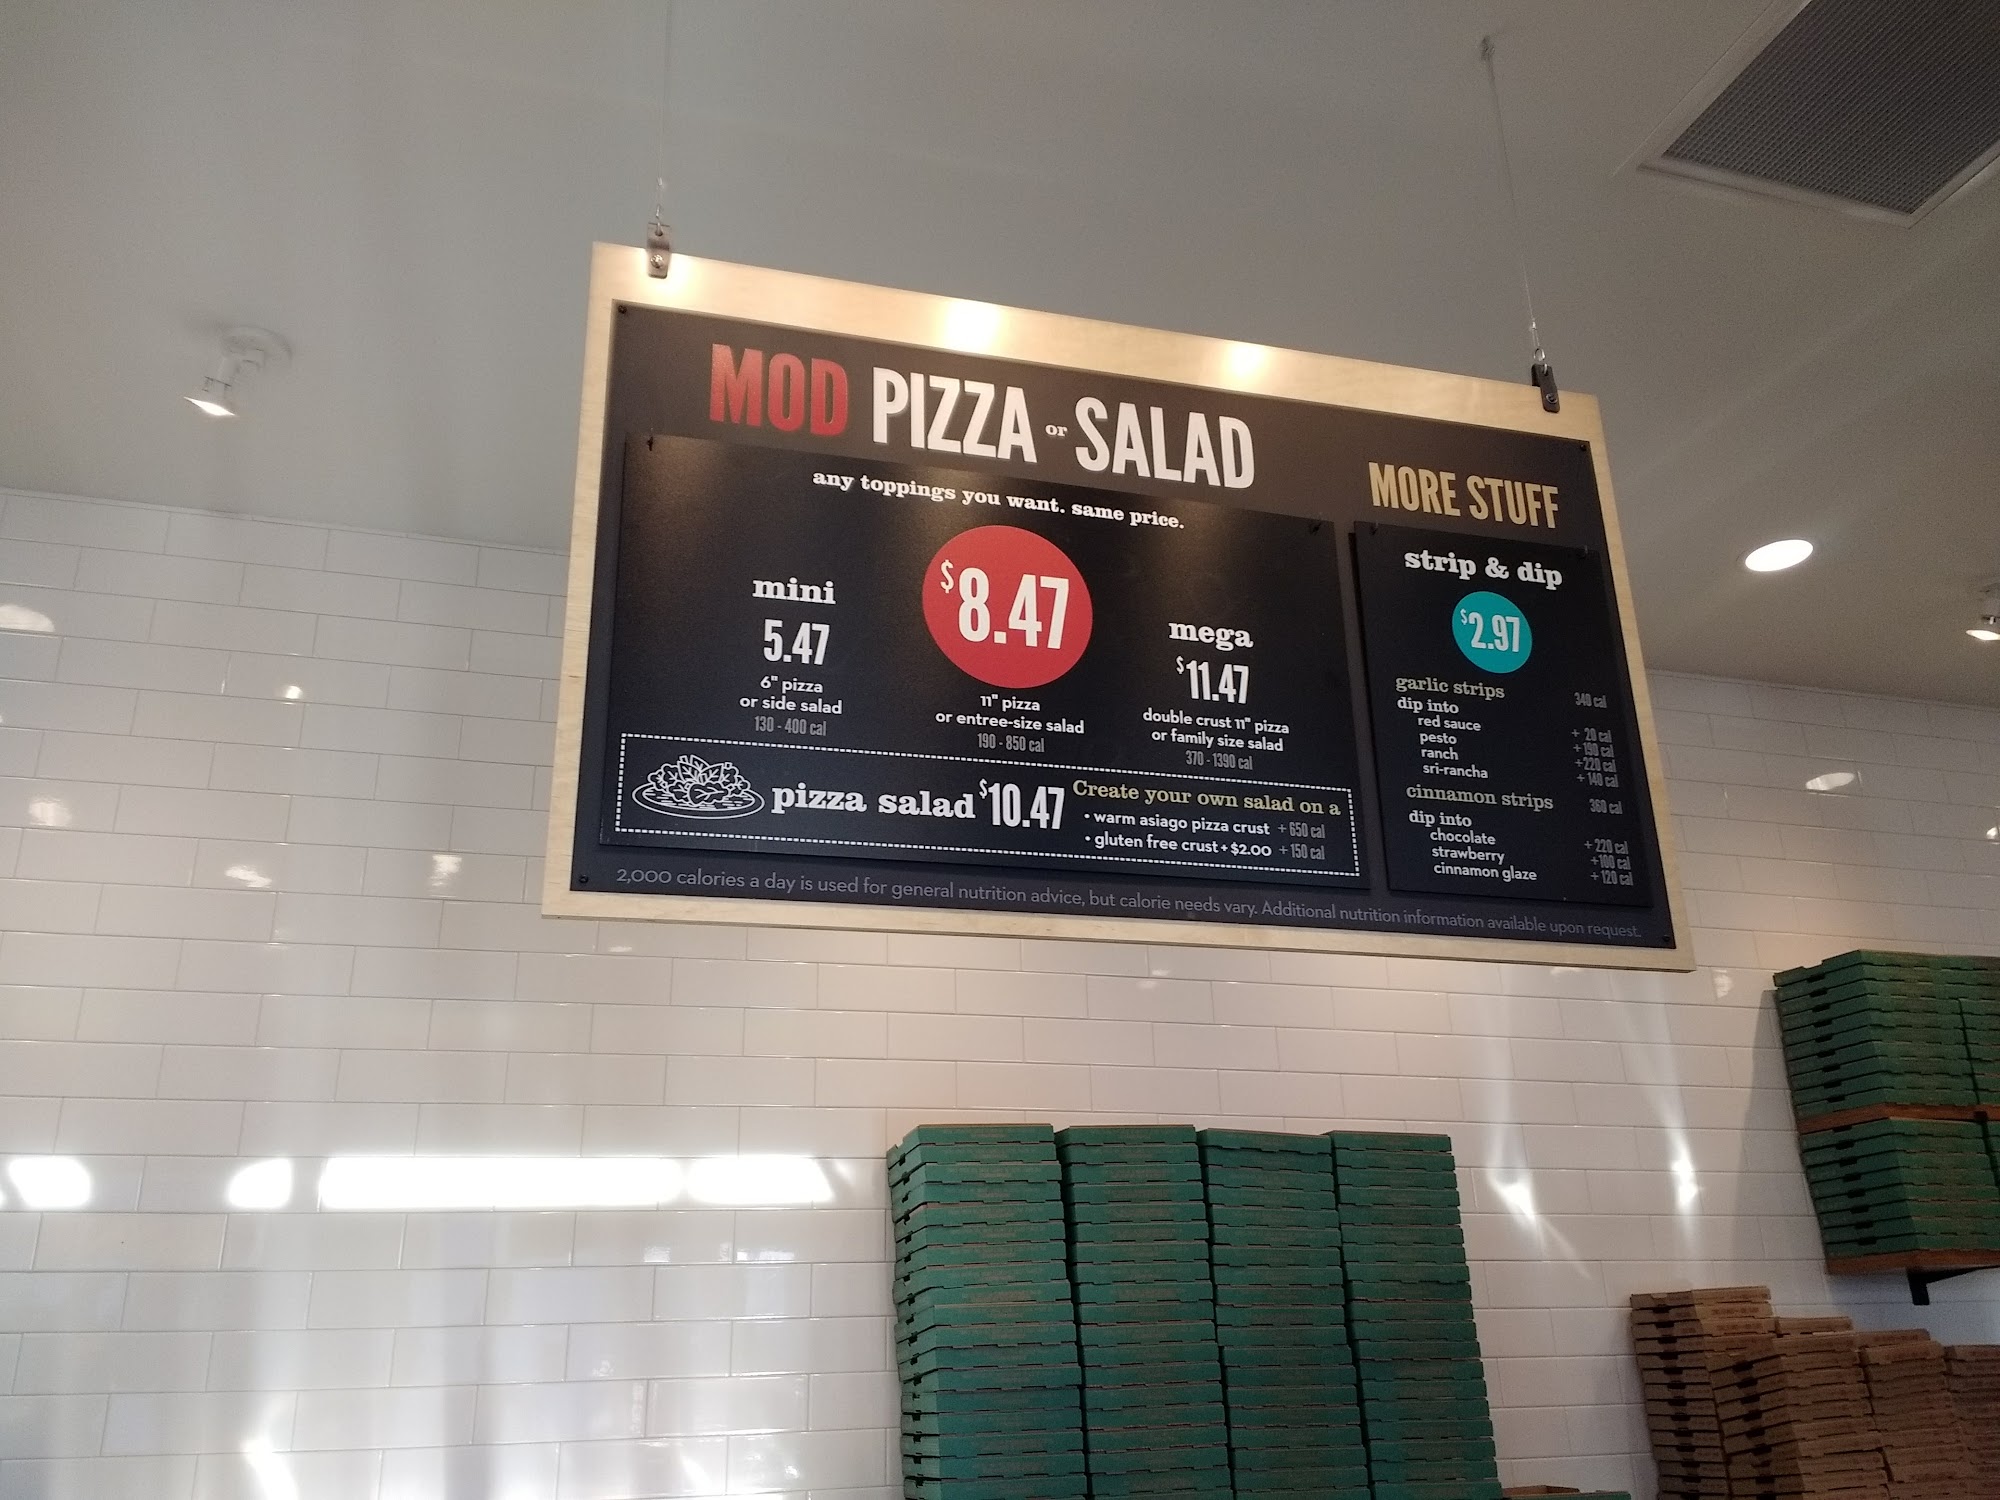 MOD PIZZA or SALAD
any toppings you want. same price.
mini
5.47
6" pizza
or side salad
130 - 400 cal
$8.47
11" pizza
or entree-size salad
190 - 850 cal
mega
$11.47
double crust 11" pizza
or family size salad
370 - 1390 cal
pizza salad $10.47
Create your own salad on a
• warm asiago pizza crust + 650 cal
• gluten free crust + $2.00 + 150 cal
MORE STUFF
strip & dip
$2.97
garlic strips 340 cal
dip into
red sauce + 20 cal
pesto +190 cal
ranch +220 cal
sri-rancha + 140 cal
cinnamon strips 360 cal
dip into
chocolate + 220 cal
strawberry +100 cal
cinnamon glaze + 120 cal
2,000 calories a day is used for general nutrition advice, but calorie needs vary. Additional nutrition information available upon request.